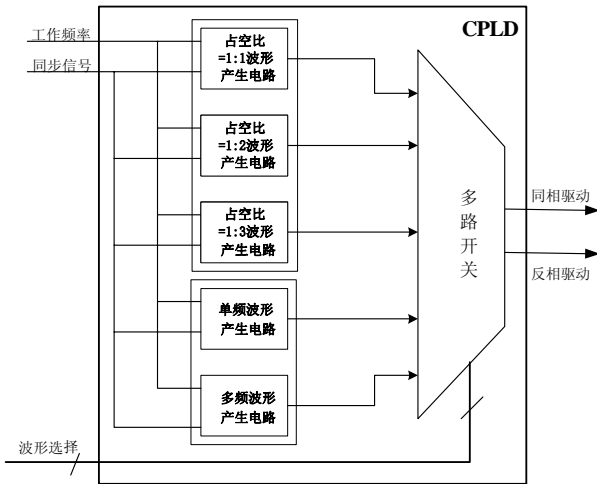 CPLD
工作频率
同步信号
占空比
=1:1波形
产生电路
占空比
=1:2波形
产生电路
占空比
=1:3波形
产生电路
单频波形
产生电路
多频波形
产生电路
多
路
开
关
同相驱动
反相驱动
波形选择